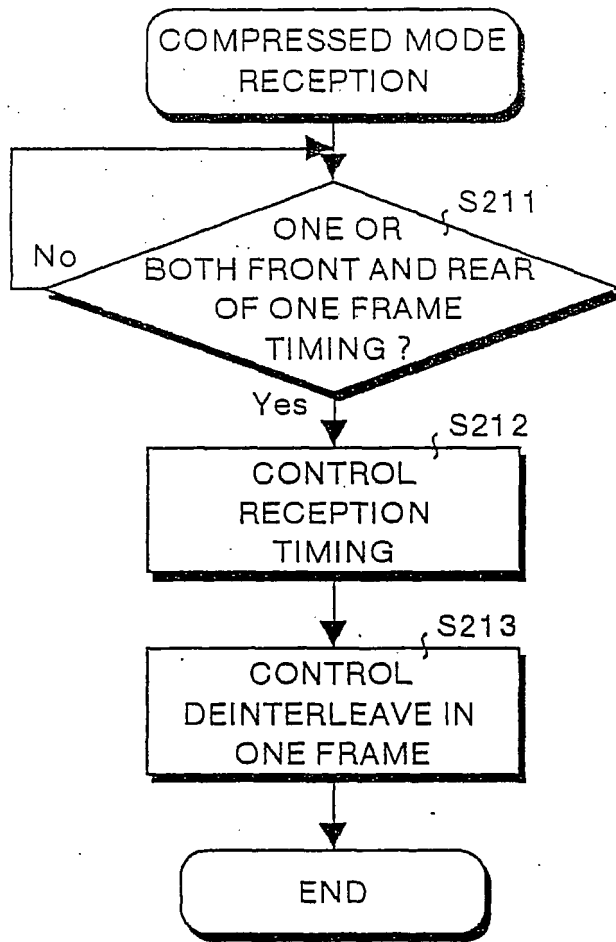 COMPRESSED MODE
RECEPTION
S211
ONE OR
No
BOTH FRONT AND REAR
OF ONE FRAME
TIMING ?
Yes
S212
CONTROL
RECEPTION
TIMING
S213
CONTROL
DEINTERLEAVE IN
ONE FRAME
END